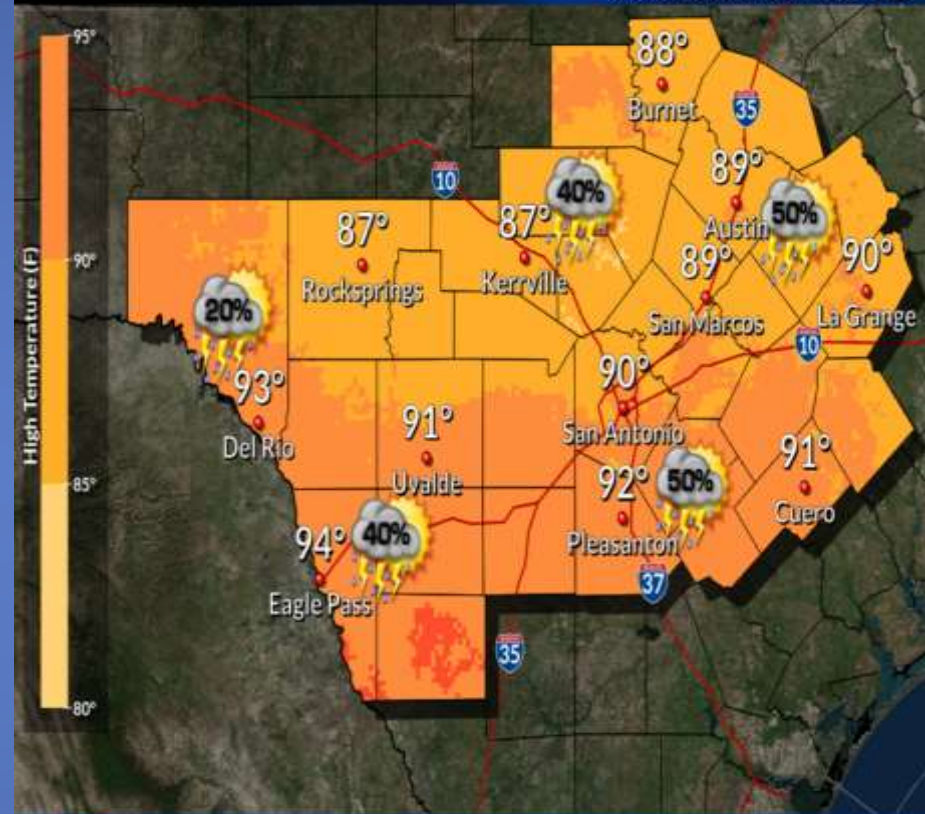 95°
90°
85°
80°
High Temperature (F)
88°
Burnet
35
89°
Austin
50%
40%
10
87°
Rocksprings
87°
Kerrville
89°
San Marcos
90°
La Grange
10
20%
93°
Del Rio
91°
Uvalde
90°
San Antonio
92°
Pleasanton
50%
91°
Cuero
94°
Eagle Pass
40%
37
35